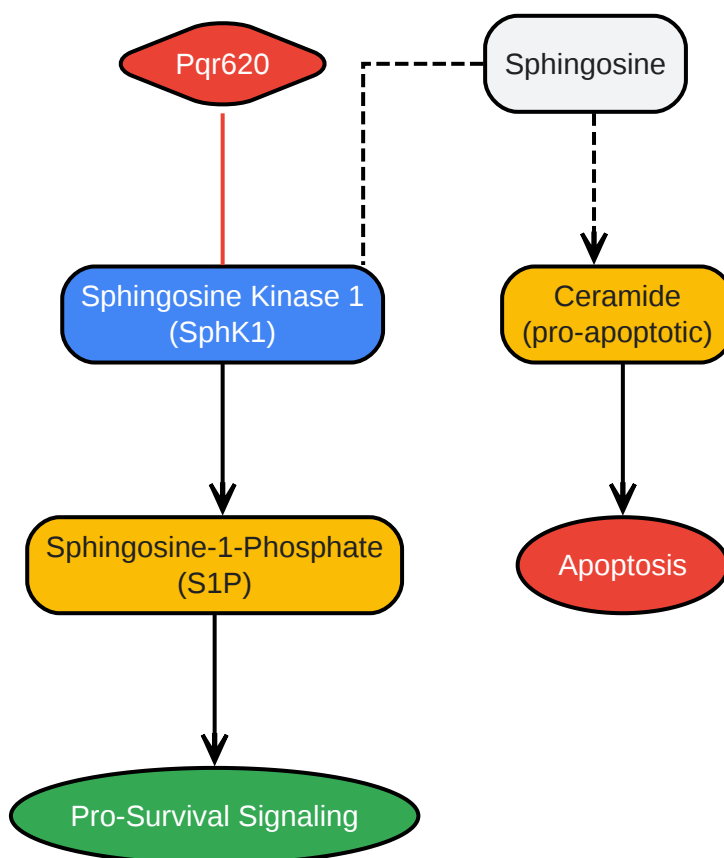 Pqr620
Sphingosine
Sphingosine Kinase 1
(SphK1)
Ceramide
(pro-apoptotic)
Sphingosine-1-Phosphate
(S1P)
Apoptosis
Pro-Survival Signaling